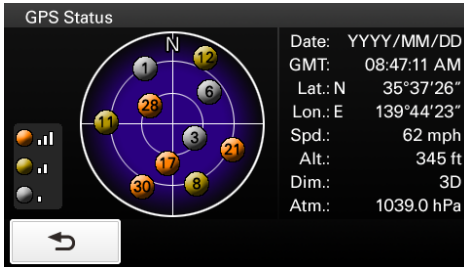 GPS Status
N
12
1
6
28
11
3
21
17
30
8
Date: YYYY/MM/DD
GMT: 08:47:11 AM
Lat.: N 35°37'26"
Lon.: E 139°44'23"
Spd.: 62 mph
Alt.: 345 ft
Dim.: 3D
Atm.: 1039.0 hPa